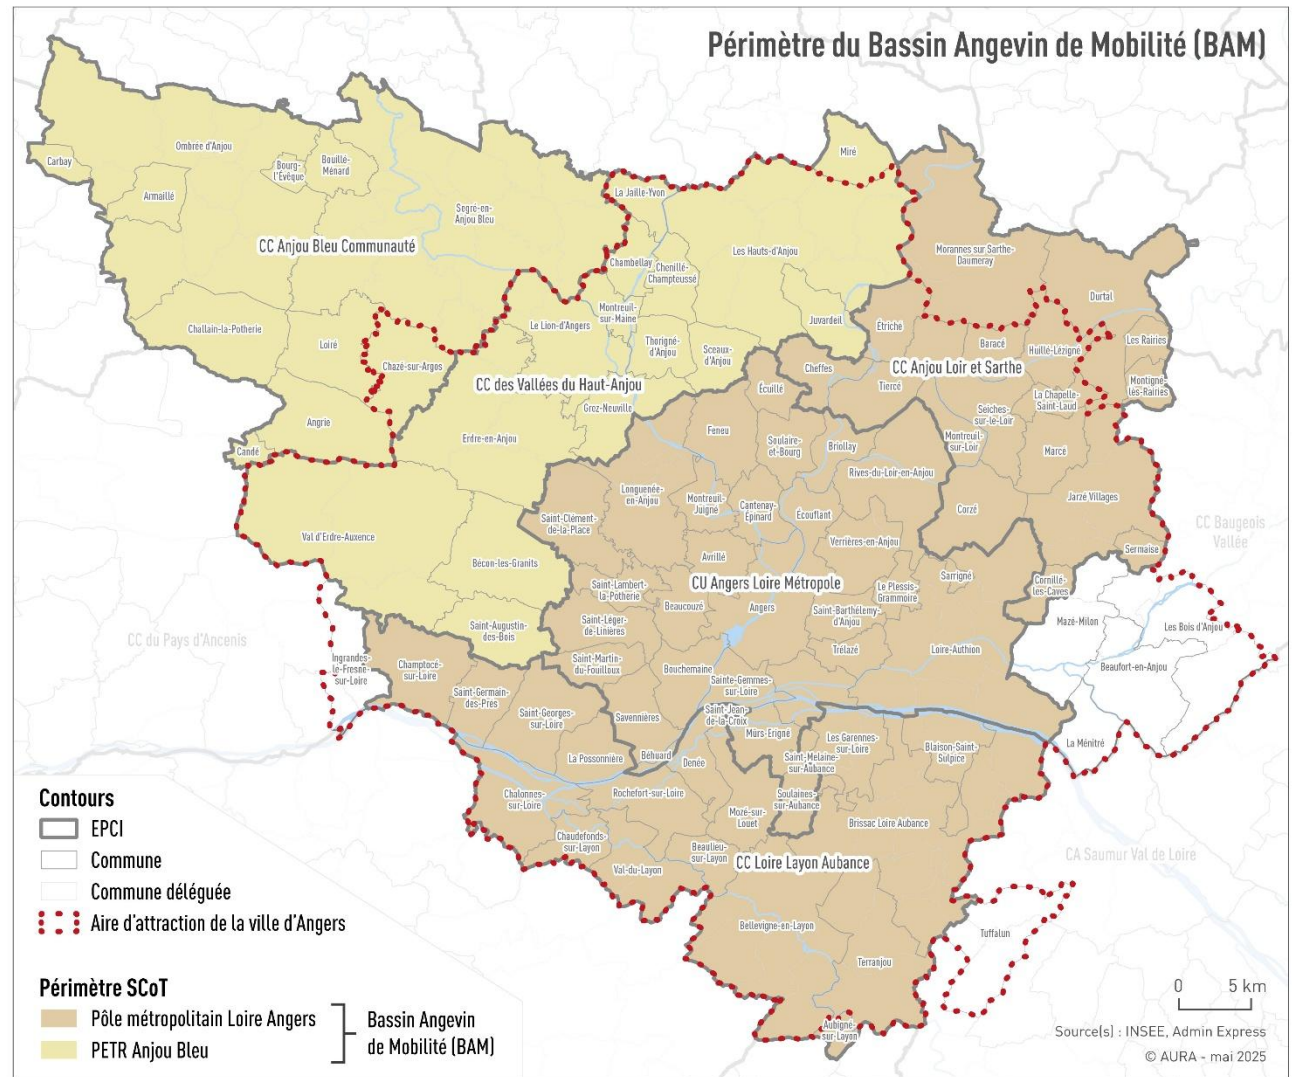 Périmètre du Bassin Angevin de Mobilité (BAM)
Miré
Carbay
Ombrée d'Anjou
Bourg-
l'Évêque
Bouillé-
Ménard
Armaillé
Segré-en-
Anjou Bleu
La Jaille-Yvon
CC Anjou Bleu Communauté
Chambellay
Chenillé-
Champteussé
Les Hauts-d'Anjou
Morannes sur Sarthe-
Daumeray
Durtal
Challain-la-Potherie
Loiré
Chazé-sur-Argos
Le Lion-d'Angers
Montreuil-
sur-Maine
Thorigné-
d'Anjou
Sceaux-
d'Anjou
Juvardeil
Étriché
Baracé
Huillé-Lézigné
Les Rairies
CC des Vallées du Haut-Anjou
Écuillé
Cheffes
CC Anjou Loir et Sarthe
Tiercé
Montigné-
lès-Rairies
La Chapelle-
Saint-Laud
Seiches-
sur-le-Loir
Angrie
Candé
Grez-Neuville
Erdre-en-Anjou
Feneu
Soulaire-
et-Bourg
Briollay
Montreuil-
sur-Loir
Marcé
Rives-du-Loir-en-Anjou
Longuenée-
en-Anjou
Montreuil-
Juigné
Cantenay-
Épinard
Écouflant
Corzé
Jarzé Villages
Saint-Clément-
de-la-Place
Val d'Erdre-Auxence
Bécon-les-Granits
Avrillé
Verrières-en-Anjou
Sermaise
CC Baugeois
Vallée
CU Angers Loire Métropole
Saint-Lambert-
la-Potherie
Beaucouzé
Angers
Le Plessis-
Grammoire
Sarrigné
Cornillé-
les-Caves
Saint-Barthélemy-
d'Anjou
Saint-Augustin-
des-Bois
Saint-Léger-
de-Linières
Mazé-Milon
Les Bois d'Anjou
CC du Pays d'Ancenis
Ingrandes-
le-Fresne-
sur-Loire
Champtocé-
sur-Loire
Saint-Martin-
du-Fouilloux
Bouchemaine
Trélazé
Loire-Authion
Beaufort-en-Anjou
Saint-Germain-
des-Prés
Sainte-Gemmes-
sur-Loire
Saint-Georges-
sur-Loire
Savennières
Saint-Jean-
de-la-Croix
Mûrs-Erigné
Les Garennes-
sur-Loire
Blaison-Saint-
Sulpice
La Ménitré
La Possonnière
Béhuard
Denée
Saint-Melaine-
sur-Aubance
Chalonnes-
sur-Loire
Rochefort-sur-Loire
Soulaines-
sur-Aubance
Mozé-sur-
Louet
Brissac Loire Aubance
Chaudefonds-
sur-Layon
Beaulieu-
sur-Layon
Val-du-Layon
CC Loire Layon Aubance
CA Saumur Val de Loire
Bellevigne-en-Layon
Terranjou
Tuffalun
Aubigné-
sur-Layon
Contours
EPCI
Commune
Commune déléguée
Aire d'attraction de la ville d'Angers
Périmètre SCoT
Pôle métropolitain Loire Angers
PETR Anjou Bleu
Bassin Angevin
de Mobilité (BAM)
0 5 km
Source(s) : INSEE, Admin Express
© AURA - mai 2025